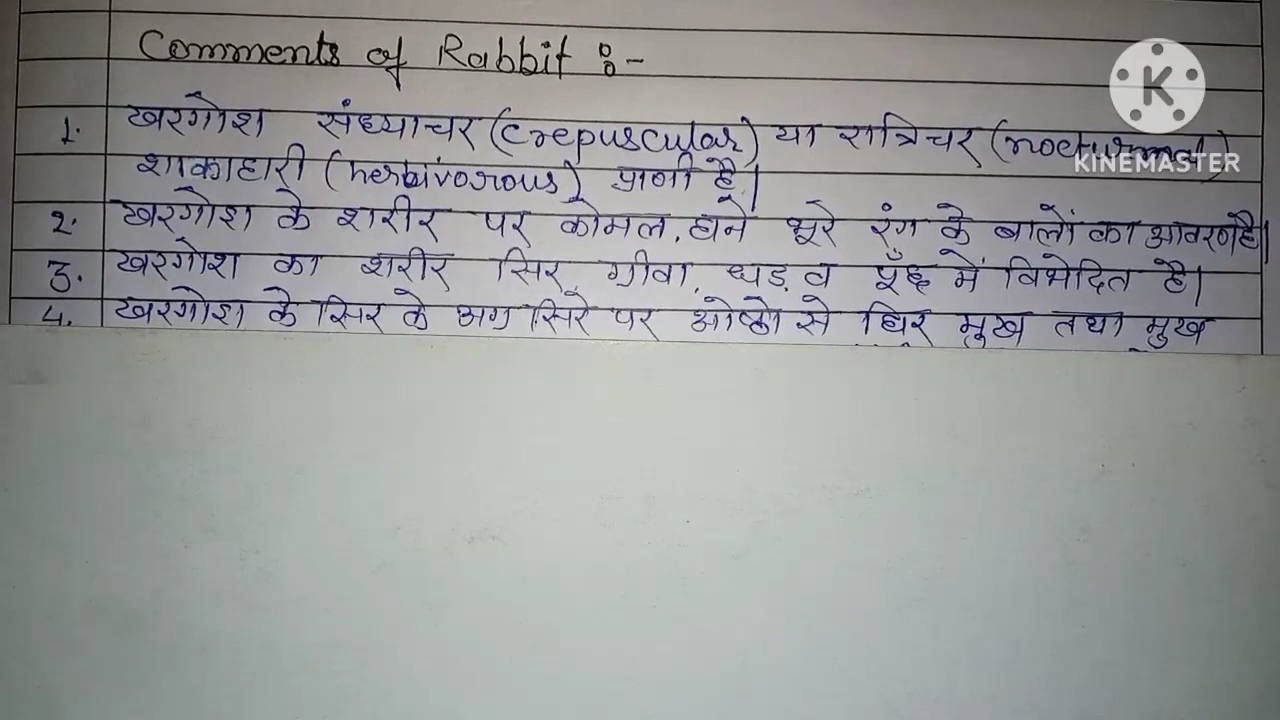 Comments of Rabbit :-
1. खरगोश संध्याचर (crepuscular) या रात्रिचर (nocturnal)
शाकाहारी (herbivorous) प्राणी है।
2. खरगोश के शरीर पर कोमल, घने भूरे रंग के बालों का आवरण है।
3. खरगोश का शरीर सिर, ग्रीवा, धड़ व पूँछ में विभेदित है।
4. खरगोश के सिर के अग्र सिरे पर ओष्ठो से घिर मुख तथा मुख
K
KINEMASTER